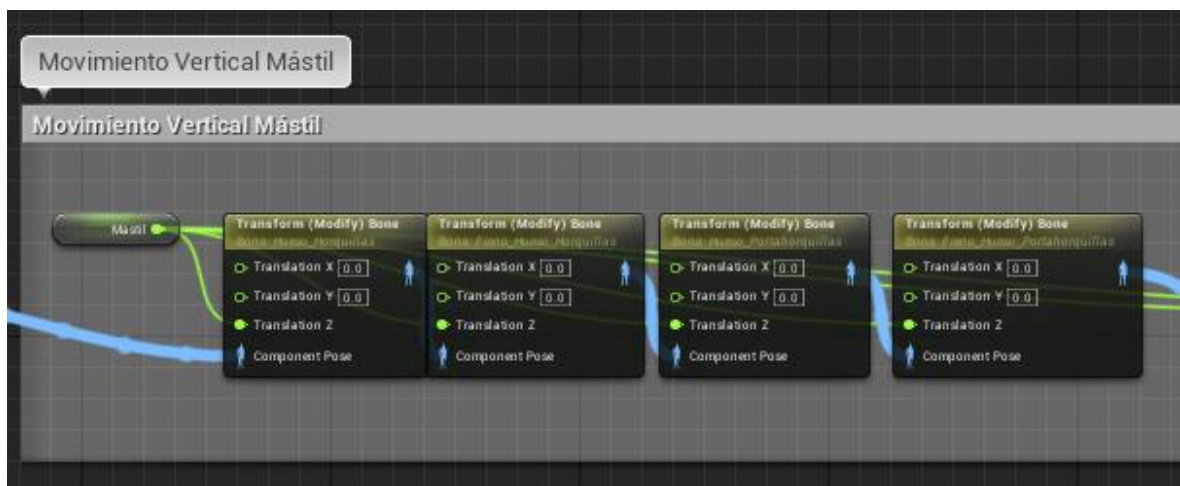 Movimiento Vertical Mástil
Movimiento Vertical Mástil
Mastil
Transform (Modify) Bone
Translation X 0.0
Translation Y 0.0
Translation Z
Component Pose
Transform (Modify) Bone
Translation X 0.0
Translation Y 0.0
Translation Z
Component Pose
Transform (Modify) Bone
Translation X 0.0
Translation Y 0.0
Translation Z
Component Pose
Transform (Modify) Bone
Translation X 0.0
Translation Y 0.0
Translation Z
Component Pose